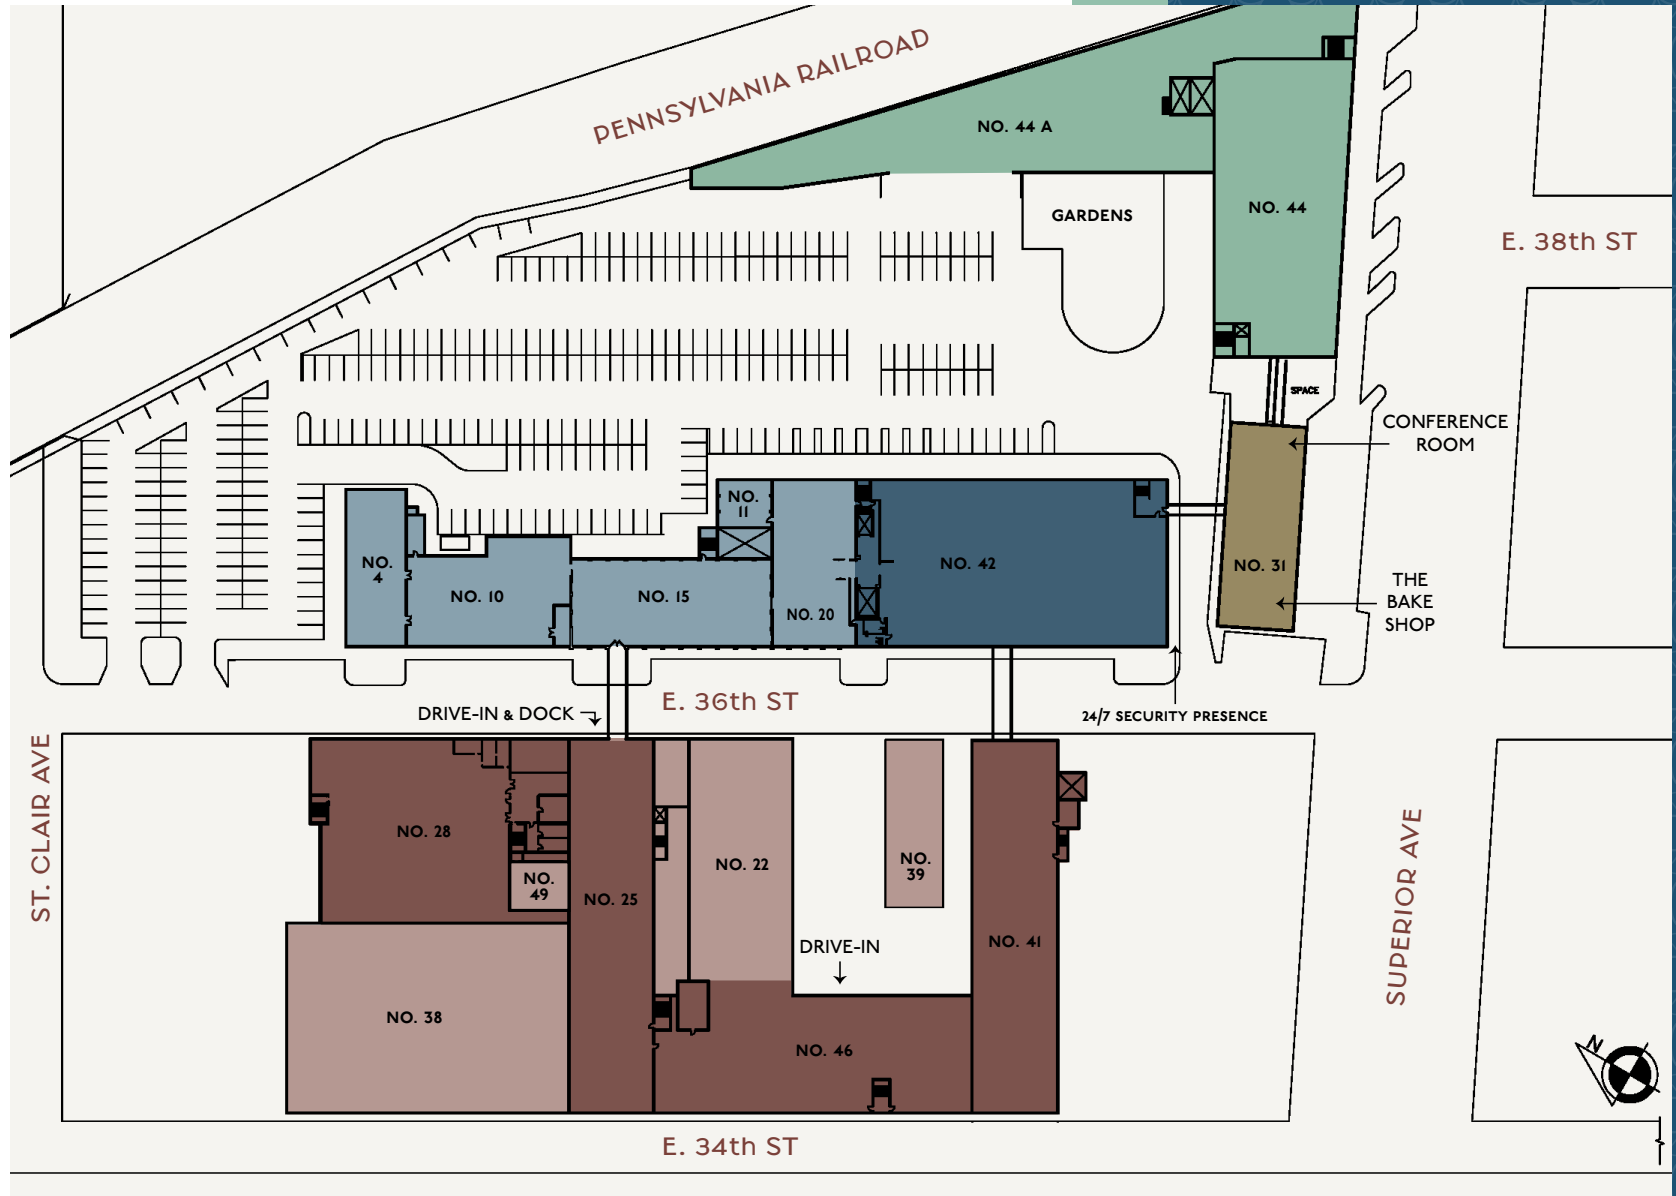 PENNSYLVANIA RAILROAD
NO. 44 A
NO. 44
GARDENS
E. 38th ST
SPACE
CONFERENCE
ROOM
NO.
11
NO.
4
NO. 10
NO. 15
NO. 20
NO. 42
NO. 31
THE
BAKE
SHOP
E. 36th ST
DRIVE-IN & DOCK
24/7 SECURITY PRESENCE
ST. CLAIR AVE
NO. 28
NO.
49
NO. 25
NO. 22
NO.
39
NO. 41
SUPERIOR AVE
DRIVE-IN
NO. 38
NO. 46
N
E. 34th ST